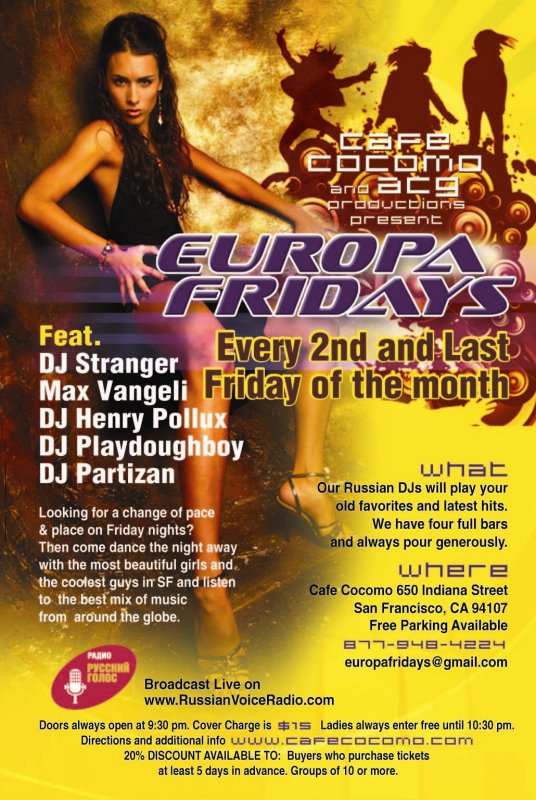 CAFE
COCOMO
AND ACG
PRODUCTIONS
PRESENT
EUROPA
FRIDAYS
Every 2nd and Last
Friday of the month
Feat.
DJ Stranger
Max Vangeli
DJ Henry Pollux
DJ Playdoughboy
DJ Partizan
Looking for a change of pace
& place on Friday nights?
Then come dance the night away
with the most beautiful girls and
the coolest guys in SF and listen
to the best mix of music
from around the globe.
WHAT
Our Russian DJs will play your
old favorites and latest hits.
We have four full bars
and always pour generously.
WHERE
Cafe Cocomo 650 Indiana Street
San Francisco, CA 94107
Free Parking Available
877-948-4224
europafridays@gmail.com
РАДИО
РУССКИЙ
ГОЛОС
Broadcast Live on
www.RussianVoiceRadio.com
Doors always open at 9:30 pm. Cover Charge is $15 Ladies always enter free until 10:30 pm.
Directions and additional info www.cafecocomo.com
20% DISCOUNT AVAILABLE TO: Buyers who purchase tickets
at least 5 days in advance. Groups of 10 or more.